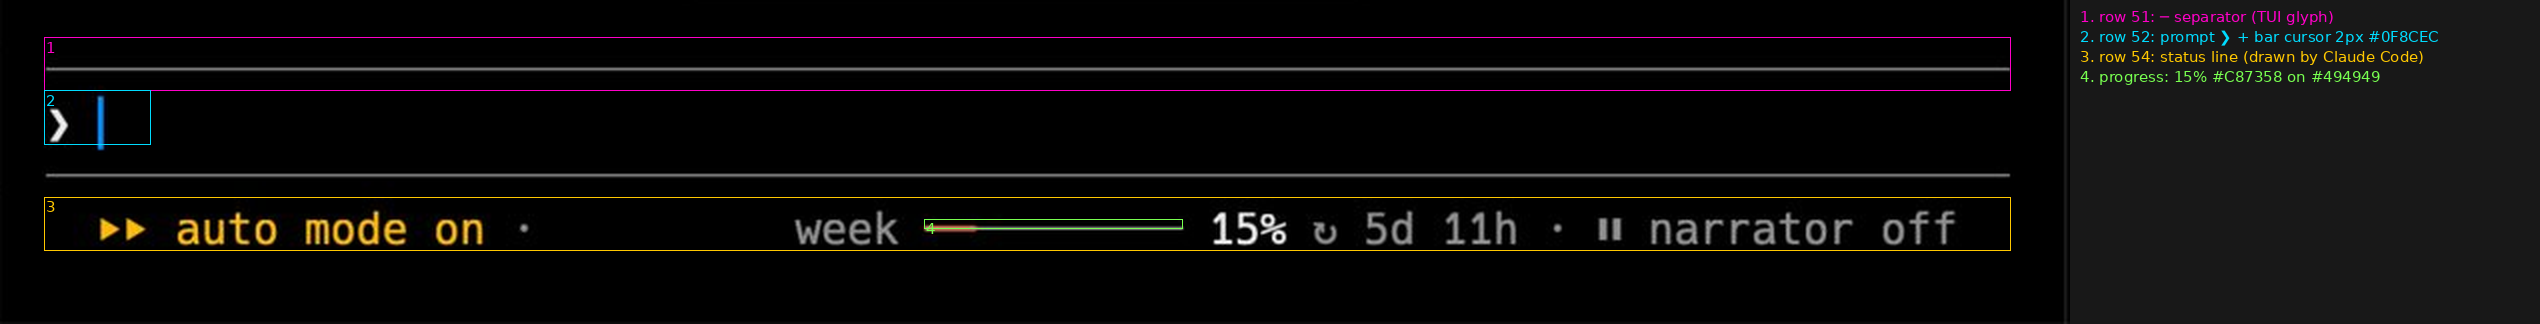 1
1. row 51: ─ separator (TUI glyph)
2. row 52: prompt ❯ + bar cursor 2px #0F8CEC
3. row 54: status line (drawn by Claude Code)
4. progress: 15% #C87358 on #494949
2
❯
3
▶▶ auto mode on · week 4 15% ↻ 5d 11h · ⏸ narrator off